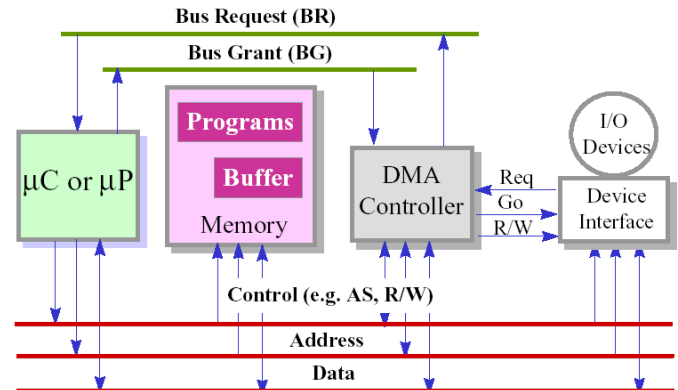 Bus Request (BR)
Bus Grant (BG)
Programs
Buffer
Memory
μC or μP
DMA
Controller
Req
Go
R/W
I/O
Devices
Device
Interface
Control (e.g. AS, R/W)
Address
Data